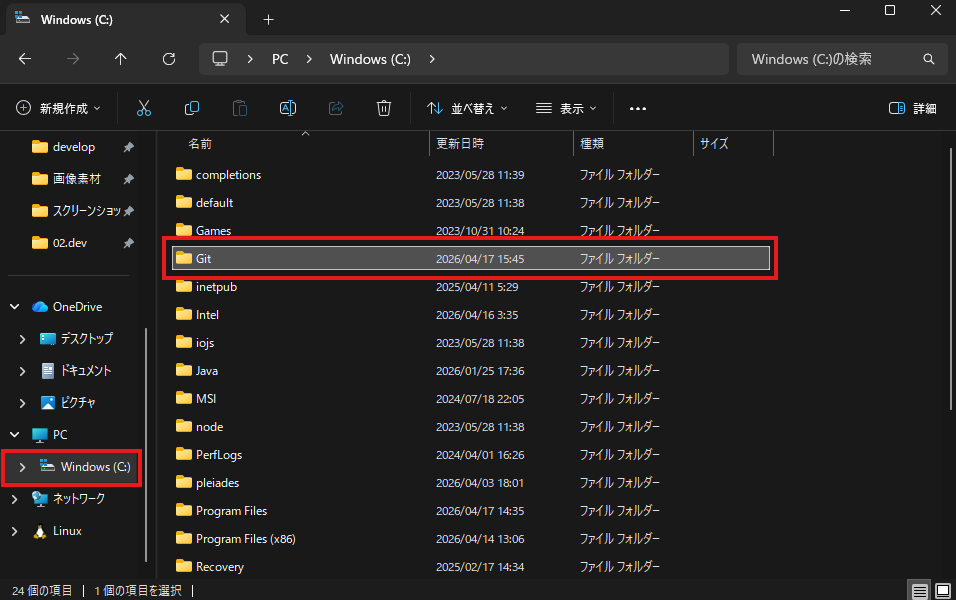 Windows (C:)
PC
Windows (C:)
Windows (C:)の検索
新規作成
並べ替え
表示
詳細
develop
画像素材
スクリーンショッ
02.dev
OneDrive
デスクトップ
ドキュメント
ピクチャ
PC
Windows (C:)
ネットワーク
Linux
名前 更新日時 種類 サイズ
completions 2023/05/28 11:39 ファイル フォルダー
default 2023/05/28 11:38 ファイル フォルダー
Games 2023/10/31 10:24 ファイル フォルダー
Git 2026/04/17 15:45 ファイル フォルダー
inetpub 2025/04/11 5:29 ファイル フォルダー
Intel 2026/04/16 3:35 ファイル フォルダー
iojs 2023/05/28 11:38 ファイル フォルダー
Java 2026/01/25 17:36 ファイル フォルダー
MSI 2024/07/18 22:05 ファイル フォルダー
node 2023/05/28 11:38 ファイル フォルダー
PerfLogs 2024/04/01 16:26 ファイル フォルダー
pleiades 2026/04/03 18:01 ファイル フォルダー
Program Files 2026/04/17 14:35 ファイル フォルダー
Program Files (x86) 2026/04/14 13:06 ファイル フォルダー
Recovery 2025/02/17 14:34 ファイル フォルダー
24 個の項目 1 個の項目を選択